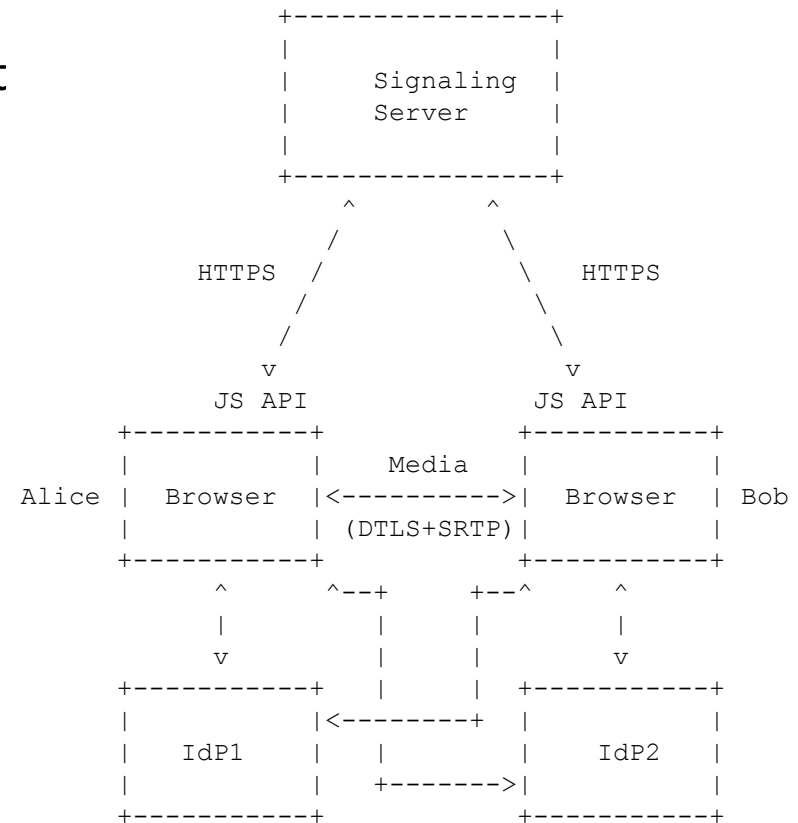 t
+----------------+
|                |
|     Signaling  |
|     Server     |
|                |
+----------------+
^        ^
/          \
HTTPS   /            \   HTTPS
/              \
/                \
v                  v
JS API              JS API
+-----------+            +-----------+
|           |    Media   |           |
Alice |  Browser  |<---------->|  Browser  | Bob
|           | (DTLS+SRTP)|           |
+-----------+            +-----------+
^      ^--+     +--^     ^
|         |     |        |
v         |     |        v
+-----------+   |     |  +-----------+
|           |<--------+  |           |
|   IdP1    |   |        |    IdP2   |
|           |   +------->|           |
+-----------+            +-----------+